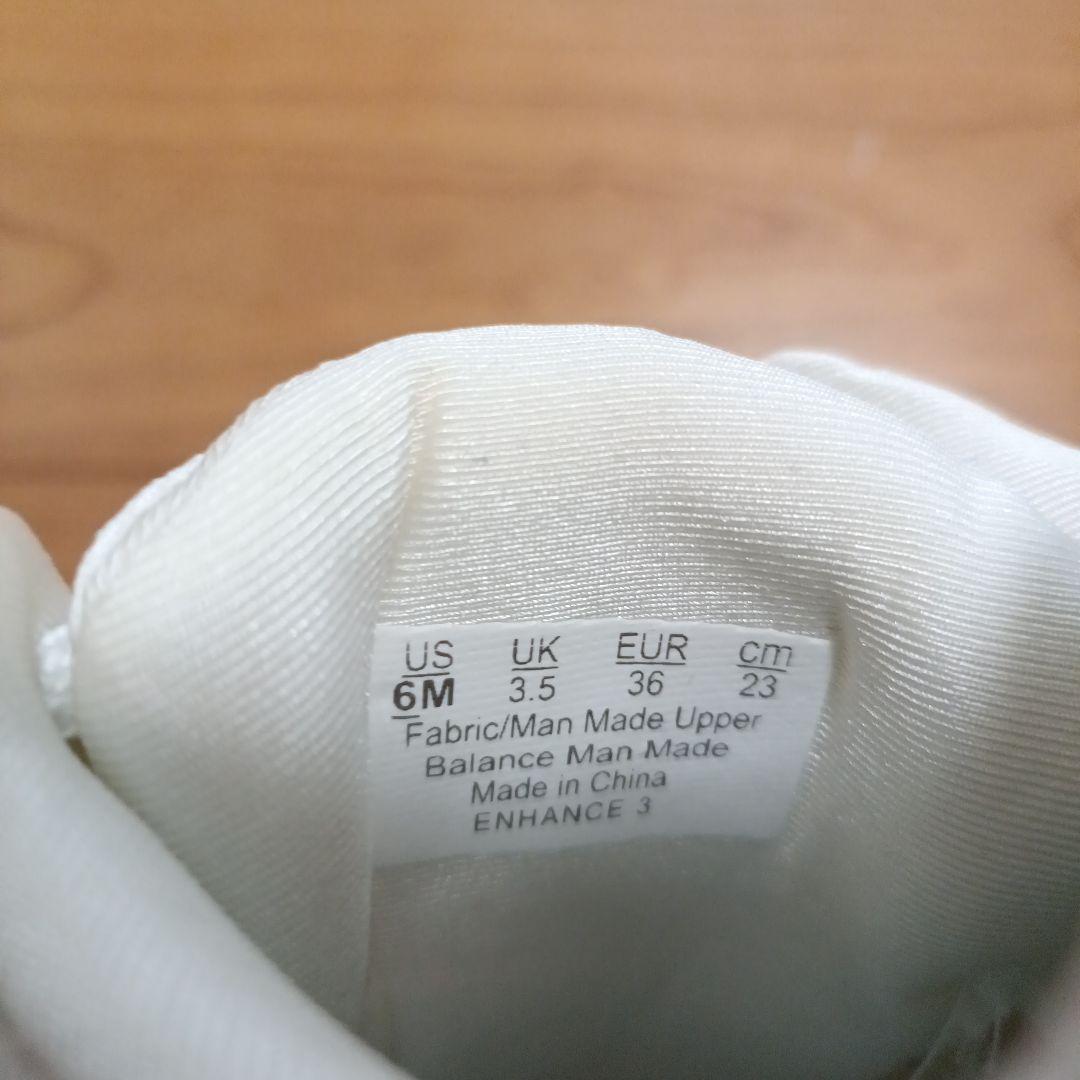 US UK EUR cm
6M 3.5 36 23
Fabric/Man Made Upper
Balance Man Made
Made in China
ENHANCE 3